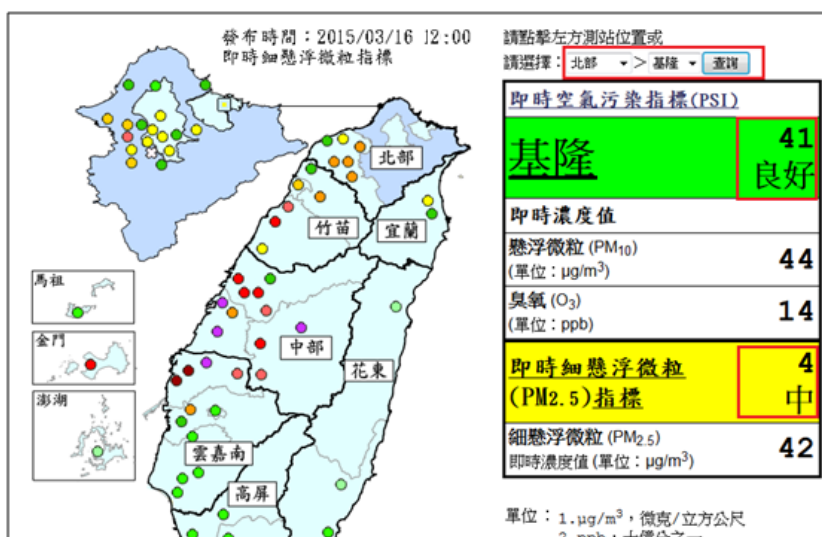 發布時間：2015/03/16 12:00
即時細懸浮微粒指標
北部
竹苗
宜蘭
馬祖
金門
中部
花東
澎湖
雲嘉南
高屏
請點擊左方測站位置或
請選擇： 北部 > 基隆 查詢
即時空氣污染指標(PSI)
基隆 41
良好
即時濃度值
懸浮微粒 (PM10)
(單位：μg/m3) 44
臭氧 (O3)
(單位：ppb) 14
即時細懸浮微粒 4
(PM2.5)指標 中
細懸浮微粒 (PM2.5)
即時濃度值 (單位：μg/m3) 42
單位：1.μg/m3，微克/立方公尺